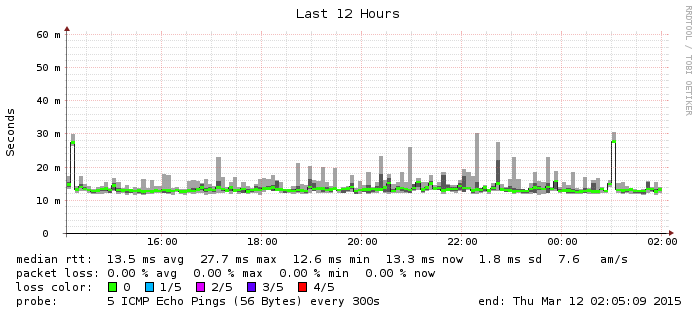 Last 12 Hours
RRDTOOL / TOBI OETIKER
Seconds
60 m
50 m
40 m
30 m
20 m
10 m
0
16:00 18:00 20:00 22:00 00:00 02:00
median rtt: 13.5 ms avg 27.7 ms max 12.6 ms min 13.3 ms now 1.8 ms sd 7.6 am/s
packet loss: 0.00 % avg 0.00 % max 0.00 % min 0.00 % now
loss color: 0 1/5 2/5 3/5 4/5
probe: 5 ICMP Echo Pings (56 Bytes) every 300s end: Thu Mar 12 02:05:09 2015